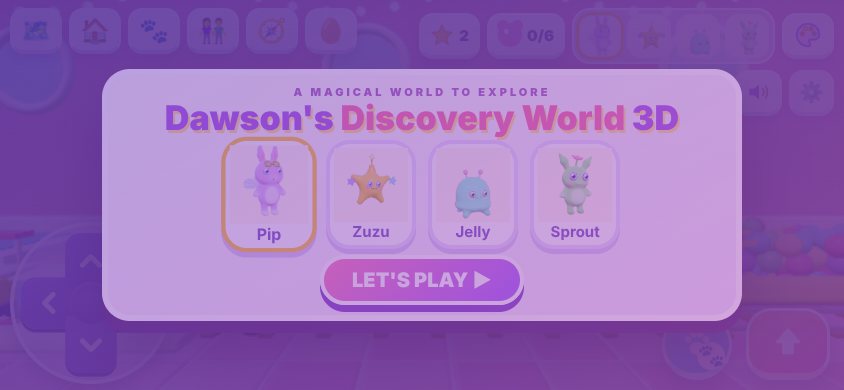 2
0/6
A MAGICAL WORLD TO EXPLORE
Dawson's Discovery World 3D
Pip
Zuzu
Jelly
Sprout
LET'S PLAY ▶